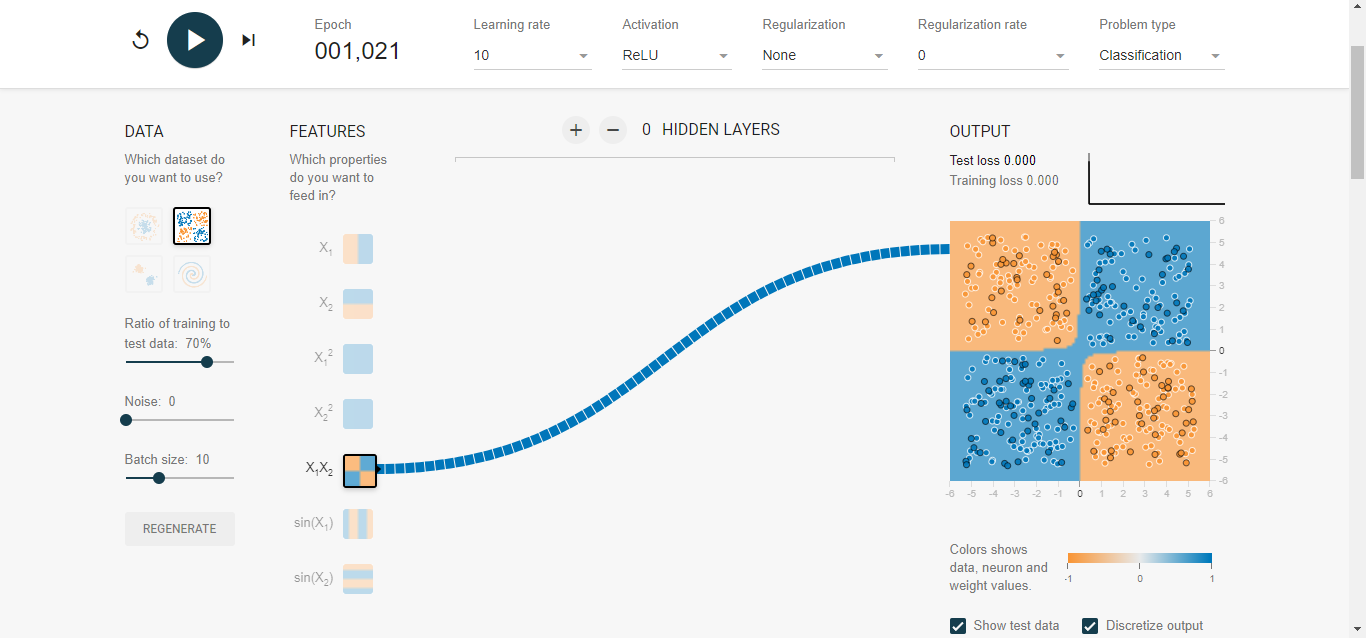 Epoch
001,021
Learning rate
10
Activation
ReLU
Regularization
None
Regularization rate
0
Problem type
Classification
DATA
Which dataset do
you want to use?
Ratio of training to
test data: 70%
Noise: 0
Batch size: 10
REGENERATE
FEATURES
Which properties
do you want to
feed in?
X₁
X₂
X₁²
X₂²
X₁X₂
sin(X₁)
sin(X₂)
0 HIDDEN LAYERS
OUTPUT
Test loss 0.000
Training loss 0.000
6
5
4
3
2
1
0
-1
-2
-3
-4
-5
-6
-6 -5 -4 -3 -2 -1 0 1 2 3 4 5 6
Colors shows
data, neuron and
weight values.
-1 0 1
Show test data
Discretize output